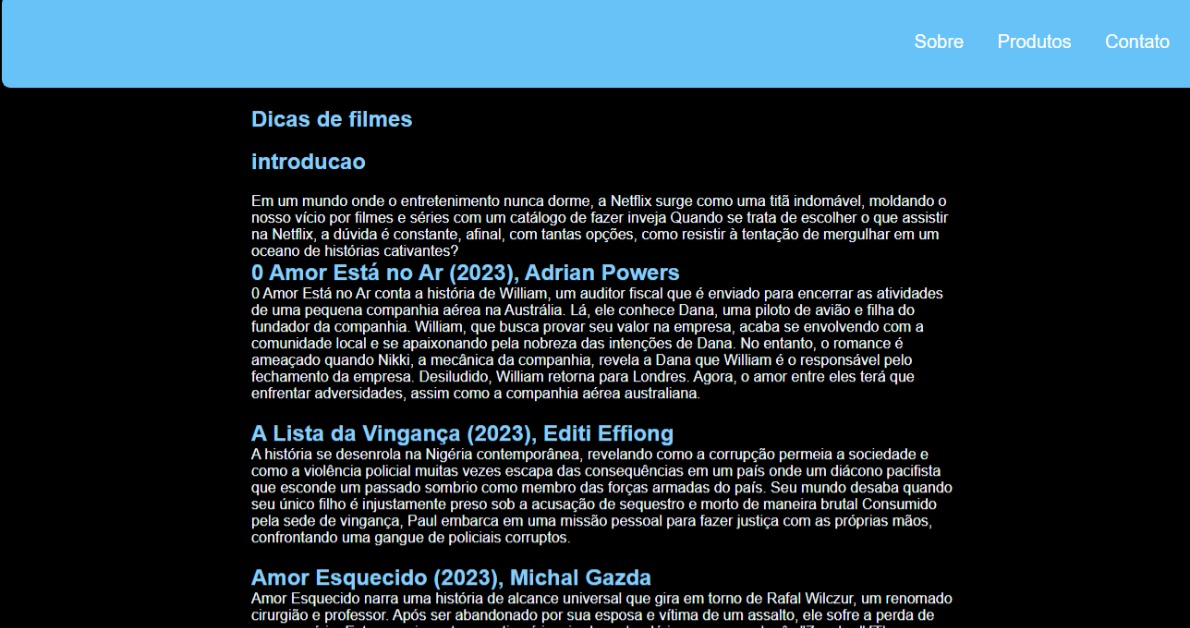 Sobre Produtos Contato
Dicas de filmes
introducao
Em um mundo onde o entretenimento nunca dorme, a Netflix surge como uma titã indomável, moldando o
nosso vício por filmes e séries com um catálogo de fazer inveja Quando se trata de escolher o que assistir
na Netflix, a dúvida é constante, afinal, com tantas opções, como resistir à tentação de mergulhar em um
oceano de histórias cativantes?
0 Amor Está no Ar (2023), Adrian Powers
0 Amor Está no Ar conta a história de William, um auditor fiscal que é enviado para encerrar as atividades
de uma pequena companhia aérea na Austrália. Lá, ele conhece Dana, uma piloto de avião e filha do
fundador da companhia. William, que busca provar seu valor na empresa, acaba se envolvendo com a
comunidade local e se apaixonando pela nobreza das intenções de Dana. No entanto, o romance é
ameaçado quando Nikki, a mecânica da companhia, revela a Dana que William é o responsável pelo
fechamento da empresa. Desiludido, William retorna para Londres. Agora, o amor entre eles terá que
enfrentar adversidades, assim como a companhia aérea australiana.
A Lista da Vingança (2023), Editi Effiong
A história se desenrola na Nigéria contemporânea, revelando como a corrupção permeia a sociedade e
como a violência policial muitas vezes escapa das consequências em um país onde um diácono pacifista
que esconde um passado sombrio como membro das forças armadas do país. Seu mundo desaba quando
seu único filho é injustamente preso sob a acusação de sequestro e morto de maneira brutal Consumido
pela sede de vingança, Paul embarca em uma missão pessoal para fazer justiça com as próprias mãos,
confrontando uma gangue de policiais corruptos.
Amor Esquecido (2023), Michal Gazda
Amor Esquecido narra uma história de alcance universal que gira em torno de Rafal Wilczur, um renomado
cirurgião e professor. Após ser abandonado por sua esposa e vítima de um assalto, ele sofre a perda de